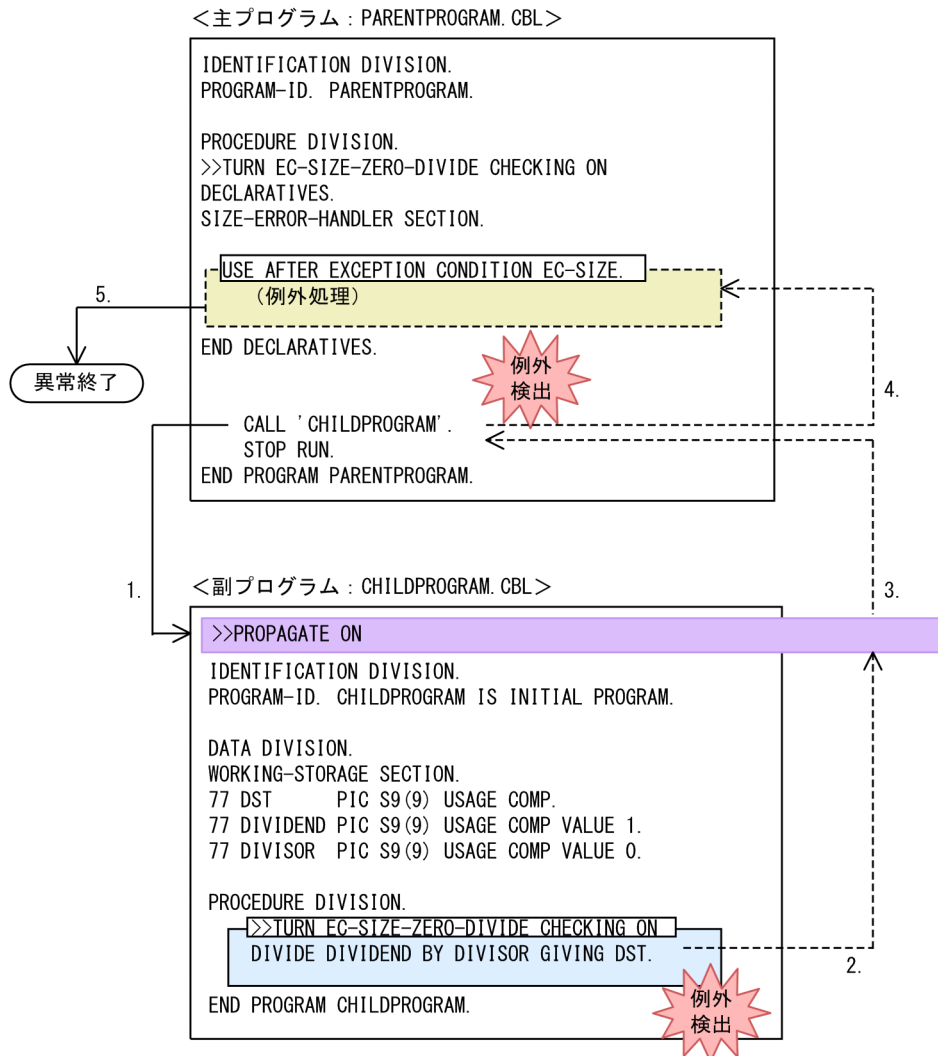 ＜主プログラム：PARENTPROGRAM.CBL＞
IDENTIFICATION DIVISION.
PROGRAM-ID. PARENTPROGRAM.
PROCEDURE DIVISION.
>>TURN EC-SIZE-ZERO-DIVIDE CHECKING ON
DECLARATIVES.
SIZE-ERROR-HANDLER SECTION.
USE AFTER EXCEPTION CONDITION EC-SIZE.
（例外処理）
5.
END DECLARATIVES.
例外
検出
異常終了
4.
CALL 'CHILDPROGRAM'.
STOP RUN.
END PROGRAM PARENTPROGRAM.
1.
＜副プログラム：CHILDPROGRAM.CBL＞
3.
>>PROPAGATE ON
IDENTIFICATION DIVISION.
PROGRAM-ID. CHILDPROGRAM IS INITIAL PROGRAM.
DATA DIVISION.
WORKING-STORAGE SECTION.
77 DST      PIC S9(9) USAGE COMP.
77 DIVIDEND PIC S9(9) USAGE COMP VALUE 1.
77 DIVISOR  PIC S9(9) USAGE COMP VALUE 0.
PROCEDURE DIVISION.
>>TURN EC-SIZE-ZERO-DIVIDE CHECKING ON
DIVIDE DIVIDEND BY DIVISOR GIVING DST.
2.
END PROGRAM CHILDPROGRAM.
例外
検出